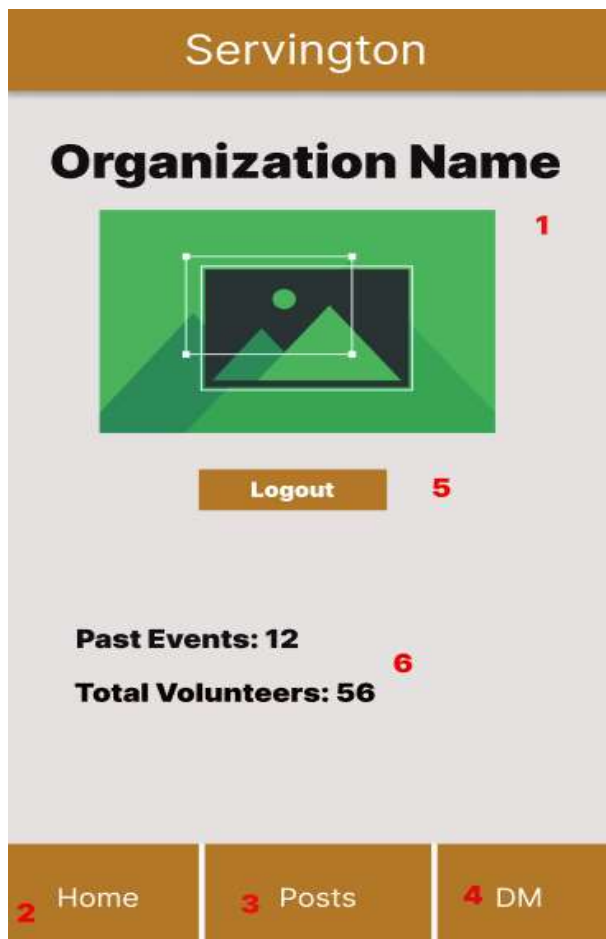 Servington
Organization Name
1
Logout 5
Past Events: 12
6
Total Volunteers: 56
2 Home 3 Posts 4 DM